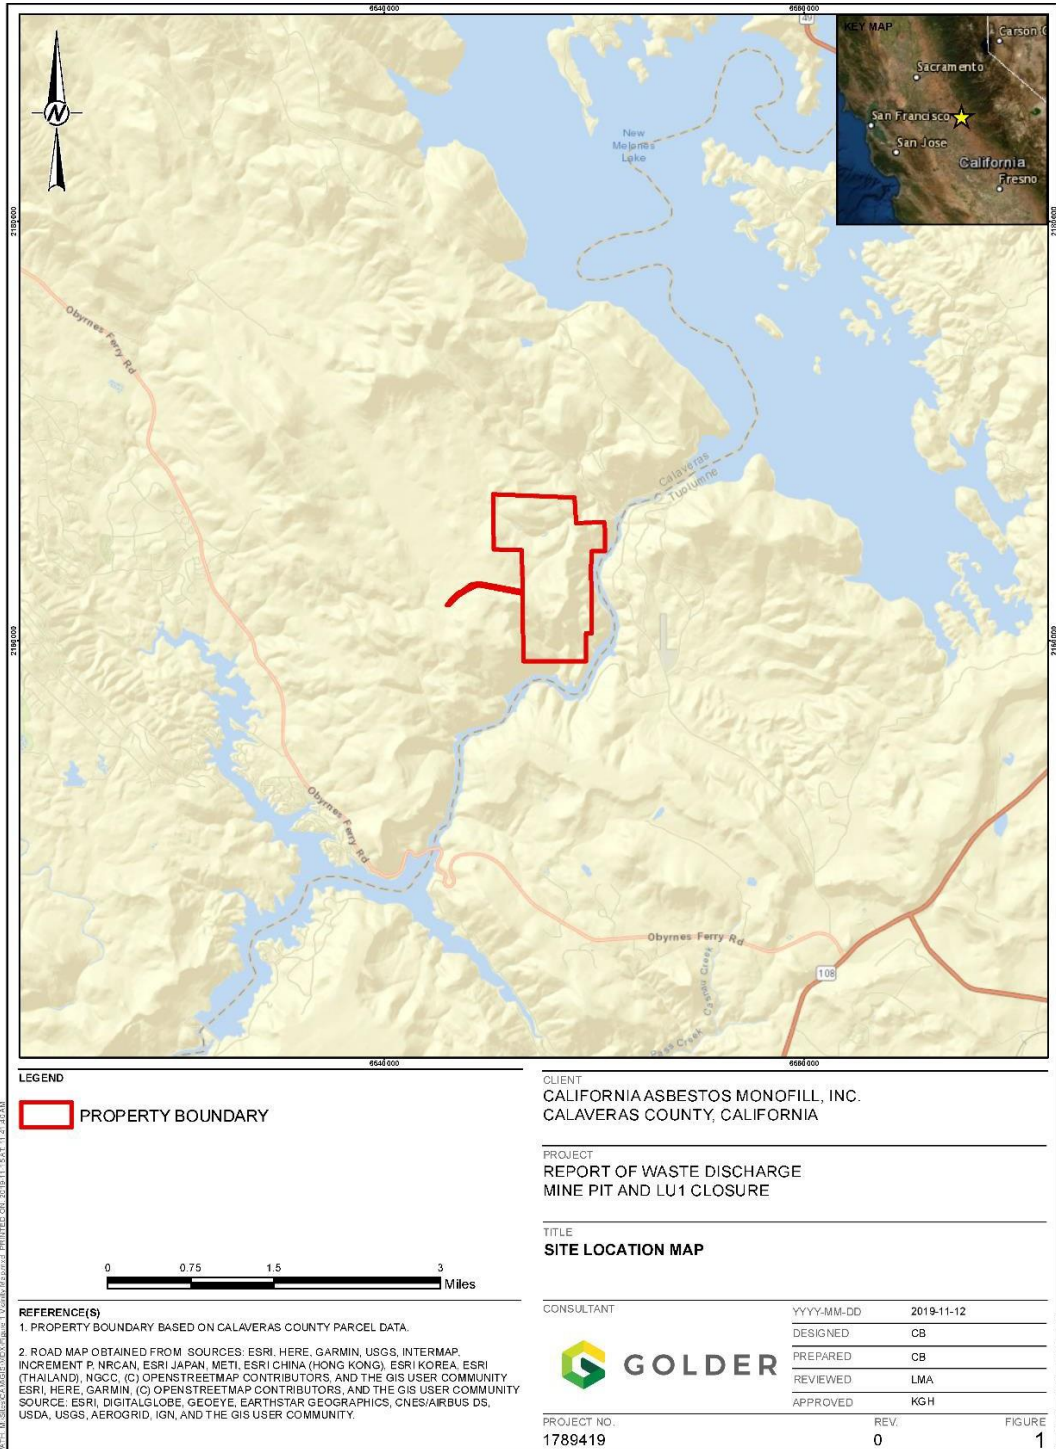 6640000
6660000
49
KEY MAP
Carson C
Sacramento
San Francisco
San Jose
California
Fresno
N
New
Melones
Lake
2180000
2180000
Obyrnes Ferry Rd
Calaveras
Tuolumne
2160000
2160000
Obyrnes Ferry Rd
Obyrnes Ferry Rd
108
Creek
Pass Creek
6640000
6660000
LEGEND
PROPERTY BOUNDARY
0 0.75 1.5 3
Miles
REFERENCE(S)
1. PROPERTY BOUNDARY BASED ON CALAVERAS COUNTY PARCEL DATA.
2. ROAD MAP OBTAINED FROM SOURCES: ESRI, HERE, GARMIN, USGS, INTERMAP,
INCREMENT P, NRCAN, ESRI JAPAN, METI, ESRI CHINA (HONG KONG), ESRI KOREA, ESRI
(THAILAND), NGCC, (C) OPENSTREETMAP CONTRIBUTORS, AND THE GIS USER COMMUNITY
ESRI, HERE, GARMIN, (C) OPENSTREETMAP CONTRIBUTORS, AND THE GIS USER COMMUNITY
SOURCE: ESRI, DIGITALGLOBE, GEOEYE, EARTHSTAR GEOGRAPHICS, CNES/AIRBUS DS,
USDA, USGS, AEROGRID, IGN, AND THE GIS USER COMMUNITY.
CLIENT
CALIFORNIA ASBESTOS MONOFILL, INC.
CALAVERAS COUNTY, CALIFORNIA
PROJECT
REPORT OF WASTE DISCHARGE
MINE PIT AND LU1 CLOSURE
TITLE
SITE LOCATION MAP
CONSULTANT
GOLDER
YYYY-MM-DD 2019-11-12
DESIGNED CB
PREPARED CB
REVIEWED LMA
APPROVED KGH
PROJECT NO.
1789419
REV.
0
FIGURE
1